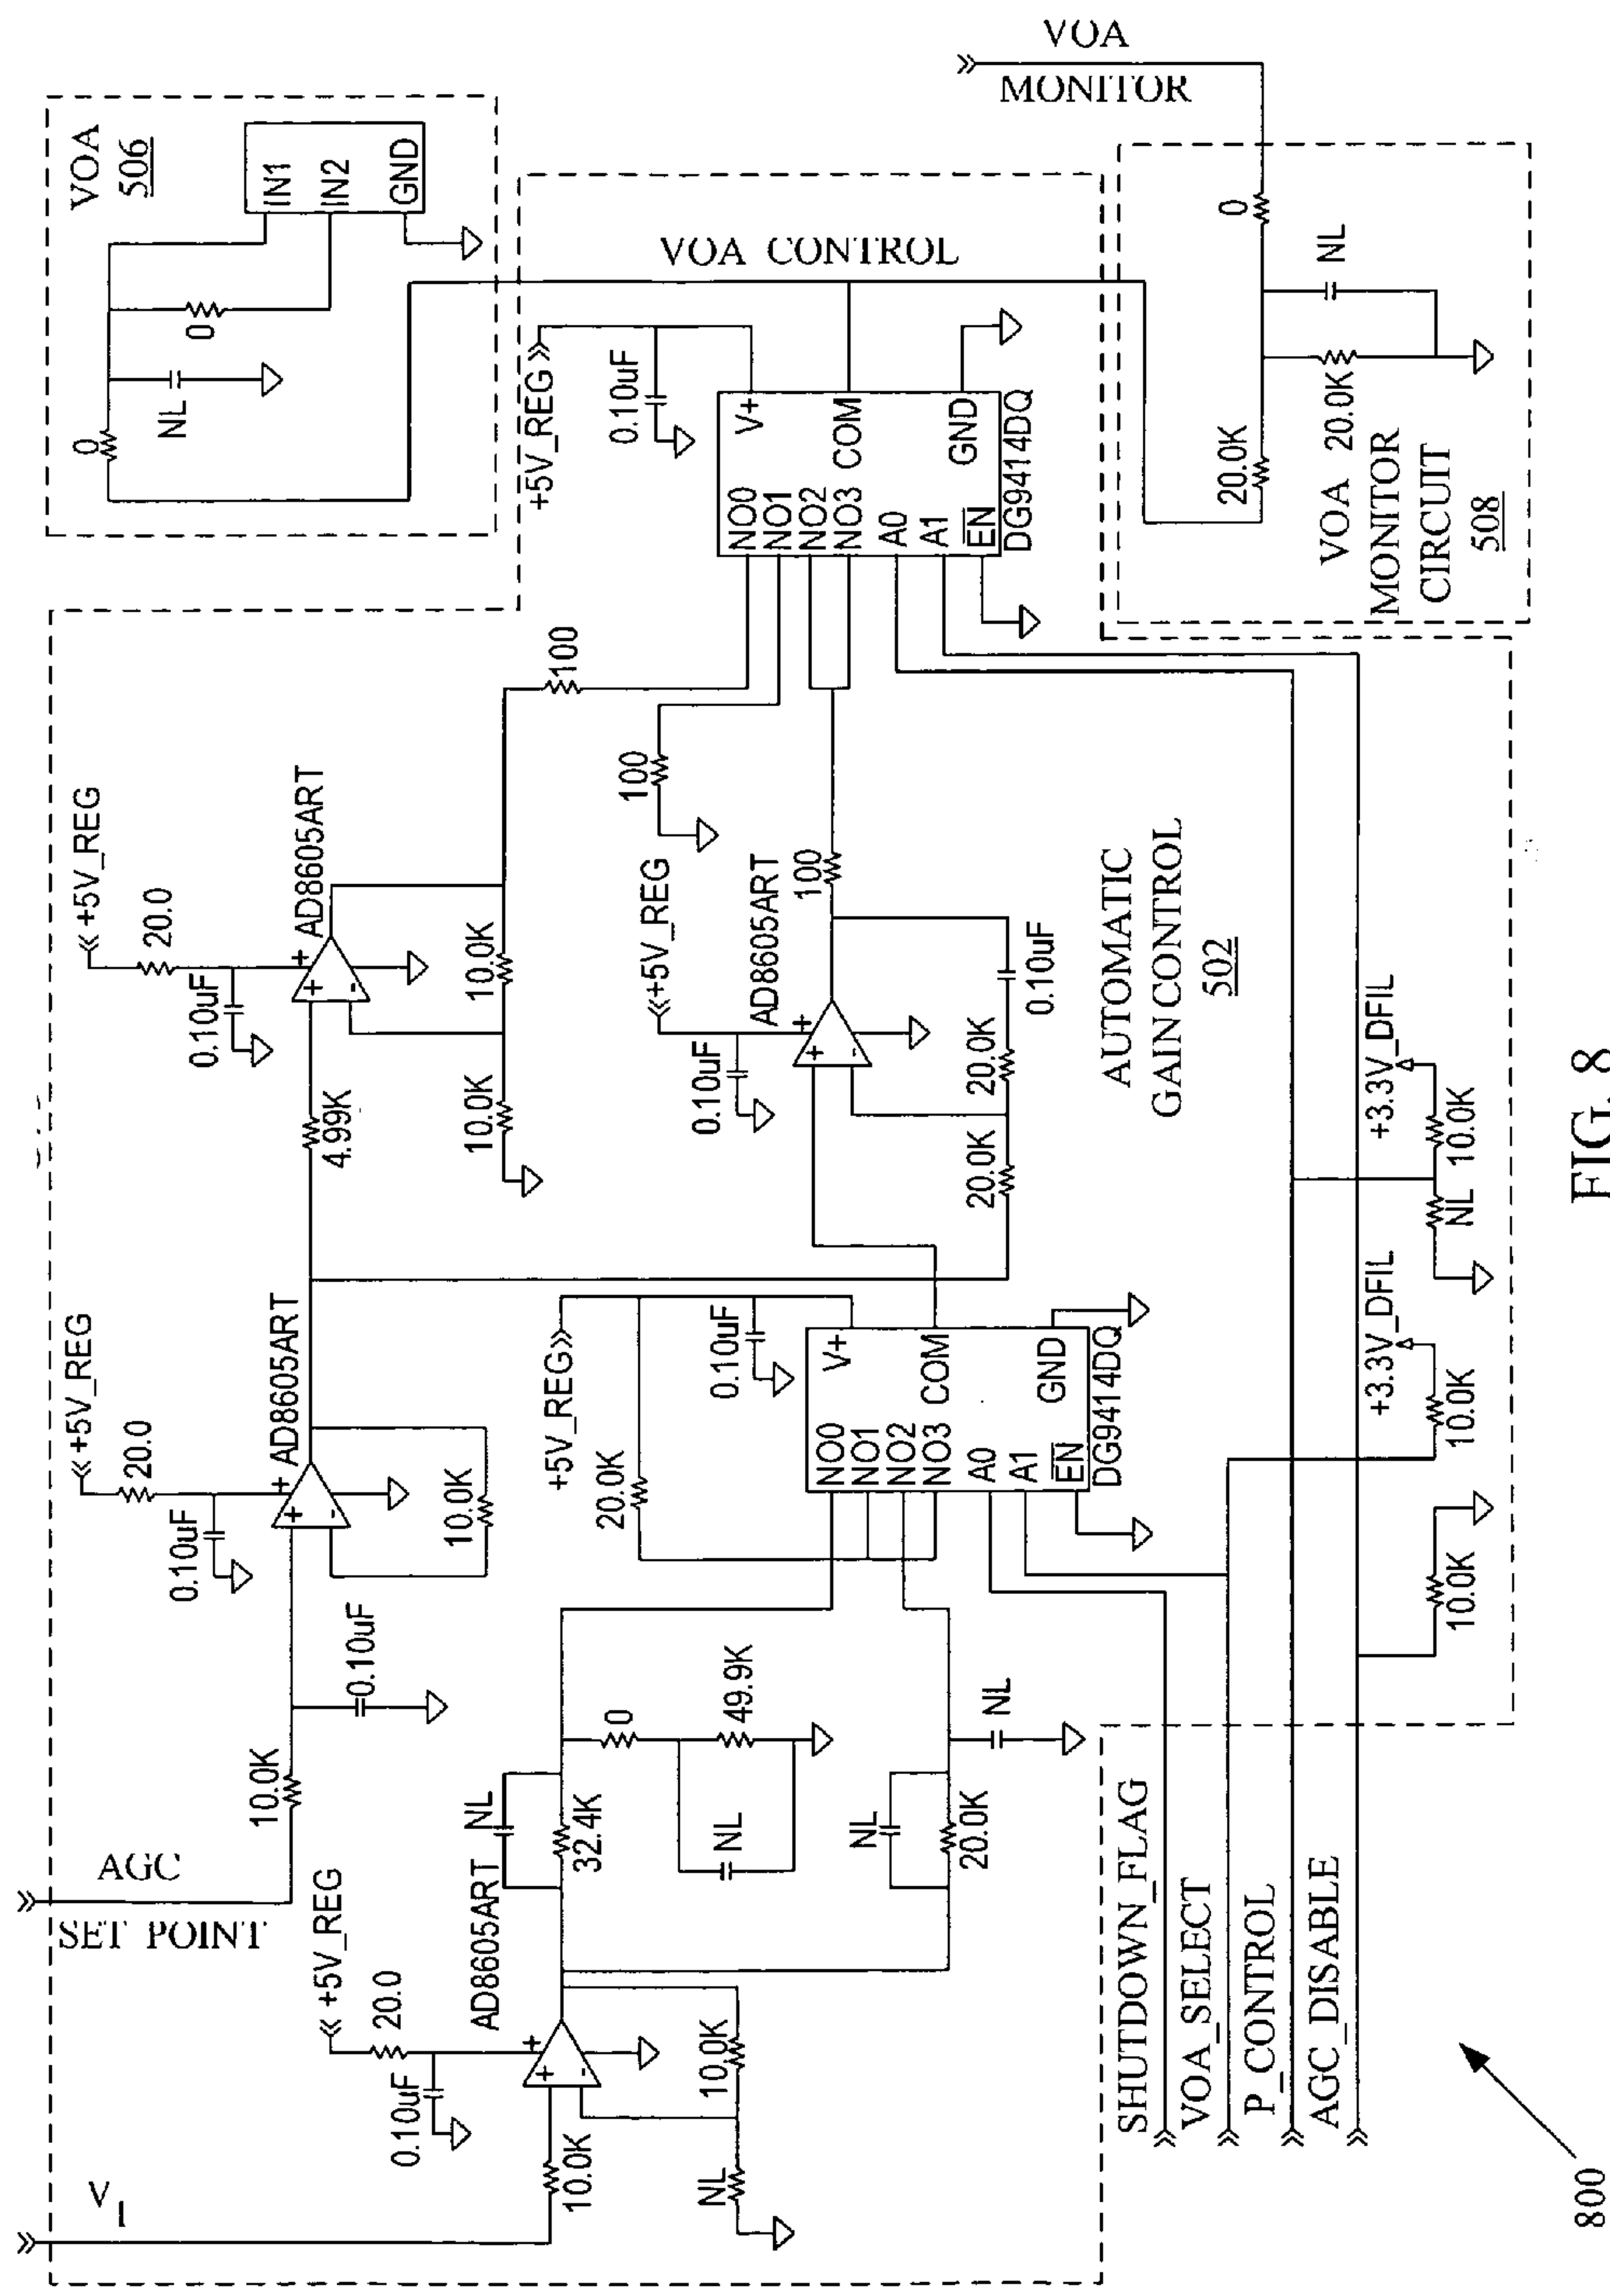 VOA
506
IN1
IN2
GND
0
0
NL
VOA
MONITOR
VOA CONTROL
+5V_REG
0.10uF
NO0
NO1
NO2
NO3
A0
A1
EN
V+
COM
GND
DG9414DQ
0
NL
20.0K
20.0K
VOA
MONITOR
CIRCUIT
508
100
100
+5V_REG
20.0
0.10uF
AD8605ART
+
+
-
10.0K
10.0K
4.99K
+5V_REG
0.10uF
AD8605ART
+
+
-
100
0.10uF
20.0K
20.0K
AUTOMATIC
GAIN CONTROL
502
+5V_REG
20.0
0.10uF
AD8605ART
+
+
-
10.0K
0.10uF
10.0K
AGC
SET POINT
+5V_REG
20.0K
0.10uF
NO0
NO1
NO2
NO3
A0
A1
EN
V+
COM
GND
DG9414DQ
+3.3V_DFIL
10.0K
NL
+3.3V_DFIL
10.0K
10.0K
NL
32.4K
0
49.9K
NL
NL
20.0K
NL
+5V_REG
20.0
0.10uF
AD8605ART
+
+
-
10.0K
10.0K
NL
V1
SHUTDOWN_FLAG
VOA_SELECT
P_CONTROL
AGC_DISABLE
800
FIG. 8